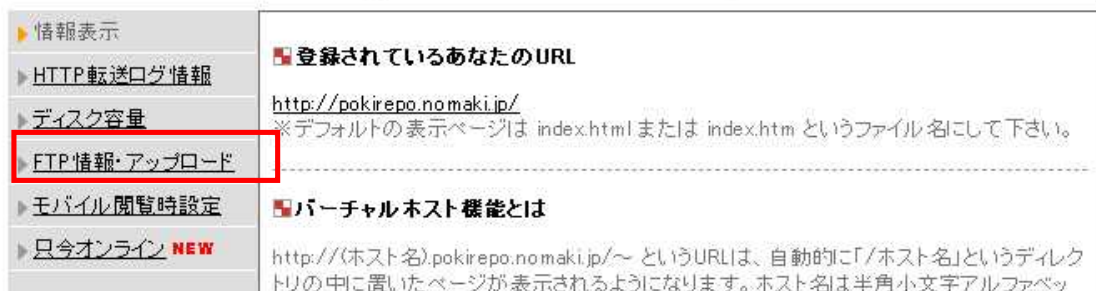 情報表示
HTTP転送ログ情報
ディスク容量
FTP情報・アップロード
モバイル閲覧時設定
只今オンライン NEW
登録されているあなたのURL
http://pokirepo.nomaki.jp/
※デフォルトの表示ページは index.html または index.htm というファイル名にして下さい。
バーチャルホスト機能とは
http://(ホスト名).pokirepo.nomaki.jp/～ というURLは、自動的に「/ホスト名」というディレク
トリの中に置いたページが表示されるようになります。ホスト名は半角小文字アルファベッ